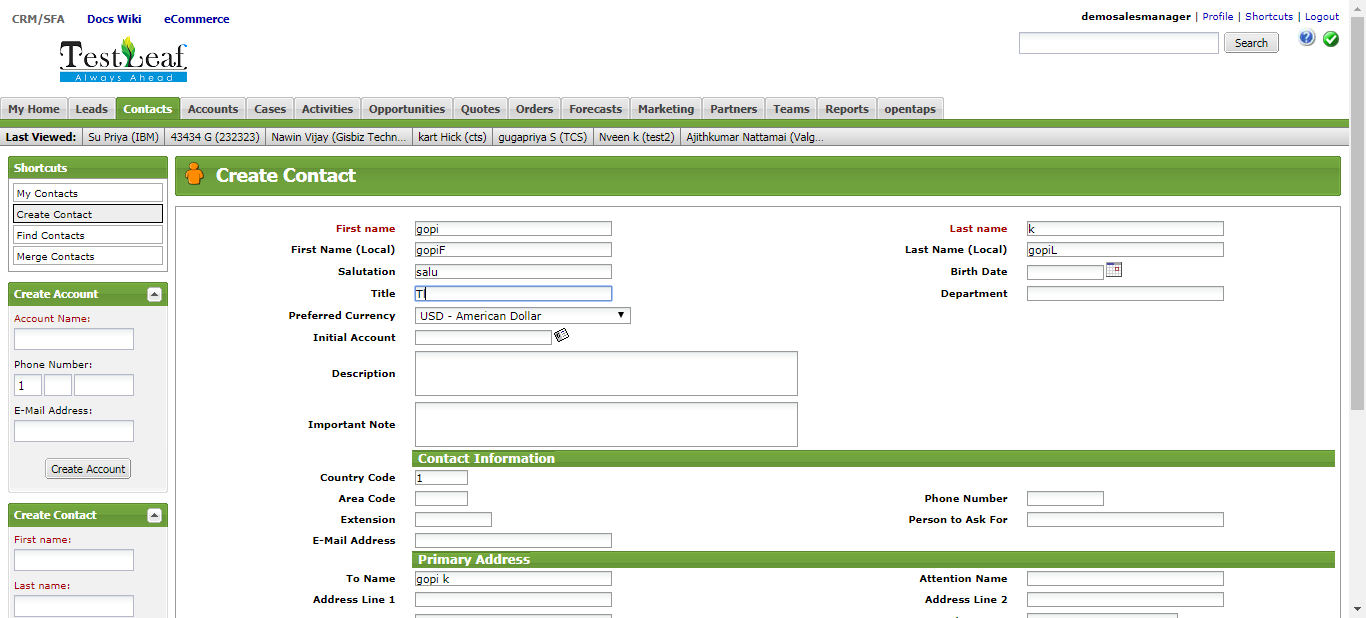 CRM/SFA Docs Wiki eCommerce
demosalesmanager | Profile | Shortcuts | Logout
TestLeaf
Always Ahead
Search
My Home Leads Contacts Accounts Cases Activities Opportunities Quotes Orders Forecasts Marketing Partners Teams Reports opentaps
Last Viewed: Su Priya (IBM) 43434 G (232323) Nawin Vijay (Gisbiz Techn... kart Hick (cts) gugapriya S (TCS) Nveen k (test2) Ajithkumar Nattamai (Valg...
Shortcuts
My Contacts
Create Contact
Find Contacts
Merge Contacts
Create Account
Account Name:
Phone Number:
1
E-Mail Address:
Create Account
Create Contact
First name:
Last name:
Create Contact
First name gopi Last name k
First Name (Local) gopiF Last Name (Local) gopiL
Salutation salu Birth Date
Title TI Department
Preferred Currency USD - American Dollar
Initial Account
Description
Important Note
Contact Information
Country Code 1
Area Code Phone Number
Extension Person to Ask For
E-Mail Address
Primary Address
To Name gopi k Attention Name
Address Line 1 Address Line 2